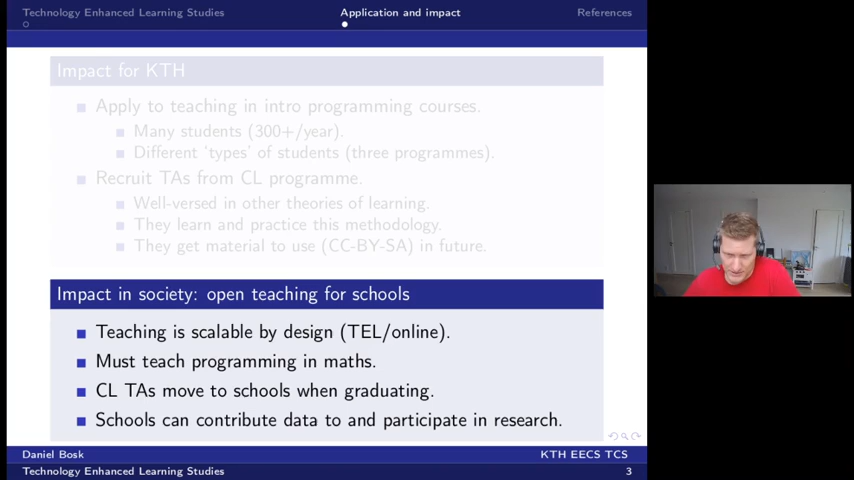 Technology Enhanced Learning Studies
Application and impact
References
Impact for KTH
Apply to teaching in intro programming courses.
Many students (300+/year).
Different 'types' of students (three programmes).
Recruit TAs from CL programme.
Well-versed in other theories of learning.
They learn and practice this methodology.
They get material to use (CC-BY-SA) in future.
Impact in society: open teaching for schools
Teaching is scalable by design (TEL/online).
Must teach programming in maths.
CL TAs move to schools when graduating.
Schools can contribute data to and participate in research.
Daniel Bosk
KTH EECS TCS
Technology Enhanced Learning Studies
3